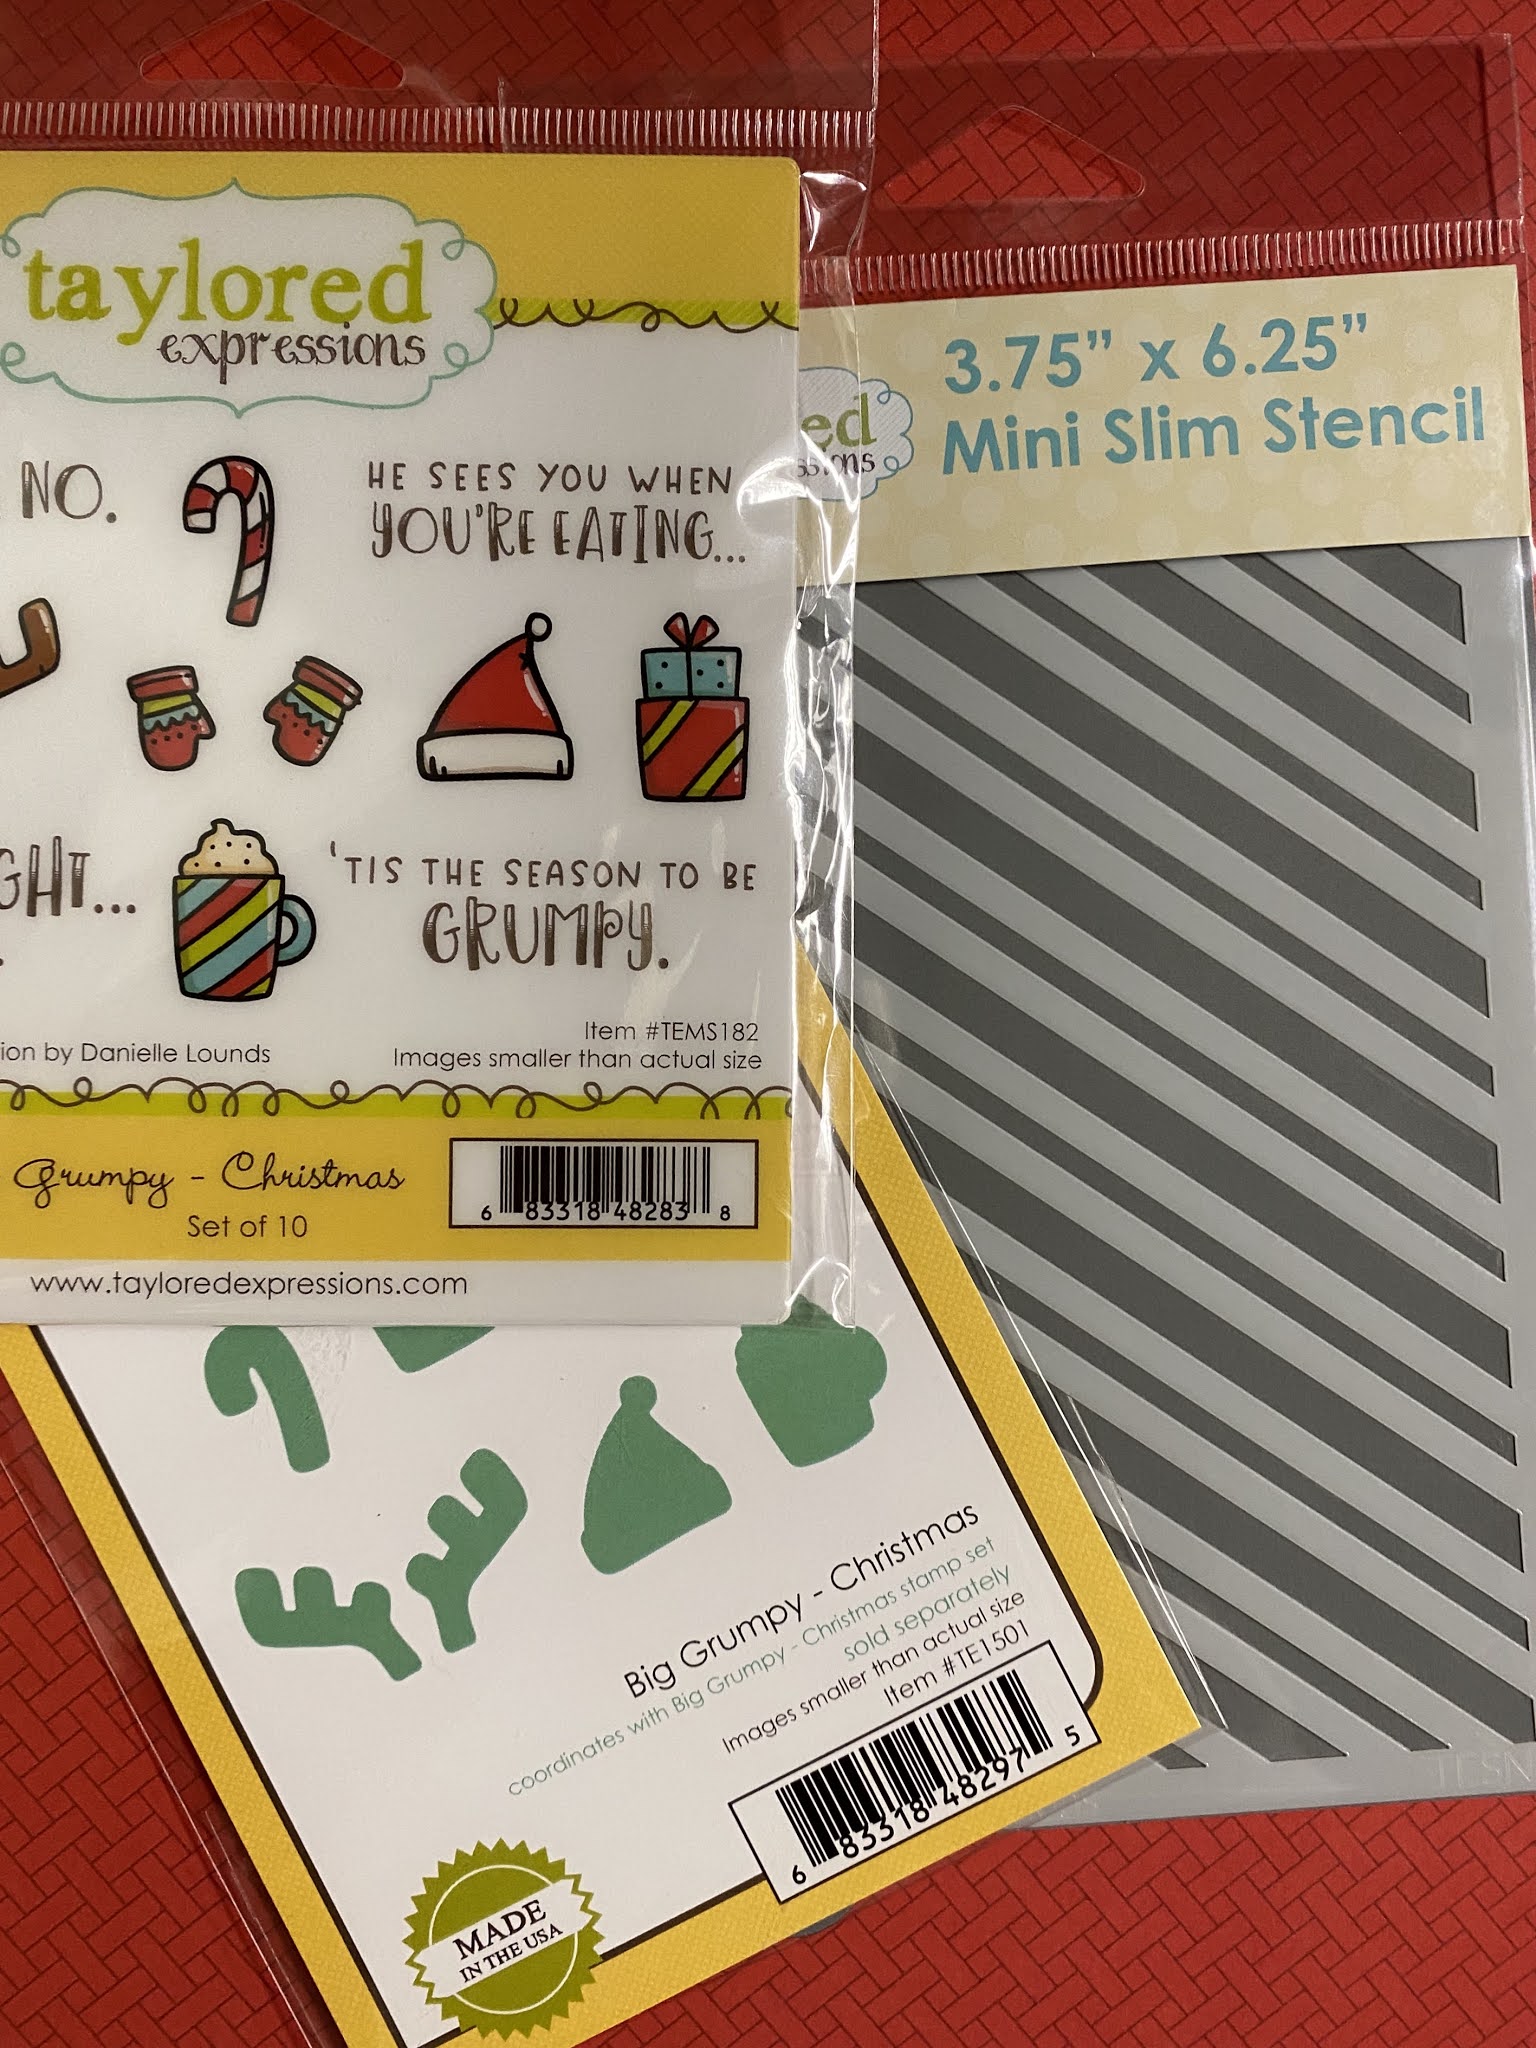 taylored
expressions
NO.
HE SEES YOU WHEN
YOU'RE EATING...
GHT...
'TIS THE SEASON TO BE
GRUMPY.
Item #TEMS182
ion by Danielle Lounds
Images smaller than actual size
Grumpy - Christmas
Set of 10
6 83318 48283 8
www.tayloredexpressions.com
ed
ssions
3.75" x 6.25"
Mini Slim Stencil
Big Grumpy - Christmas
coordinates with Big Grumpy - Christmas stamp set
sold separately
Images smaller than actual size
Item #TE1501
6 83318 48297 5
MADE
IN THE USA
TESN